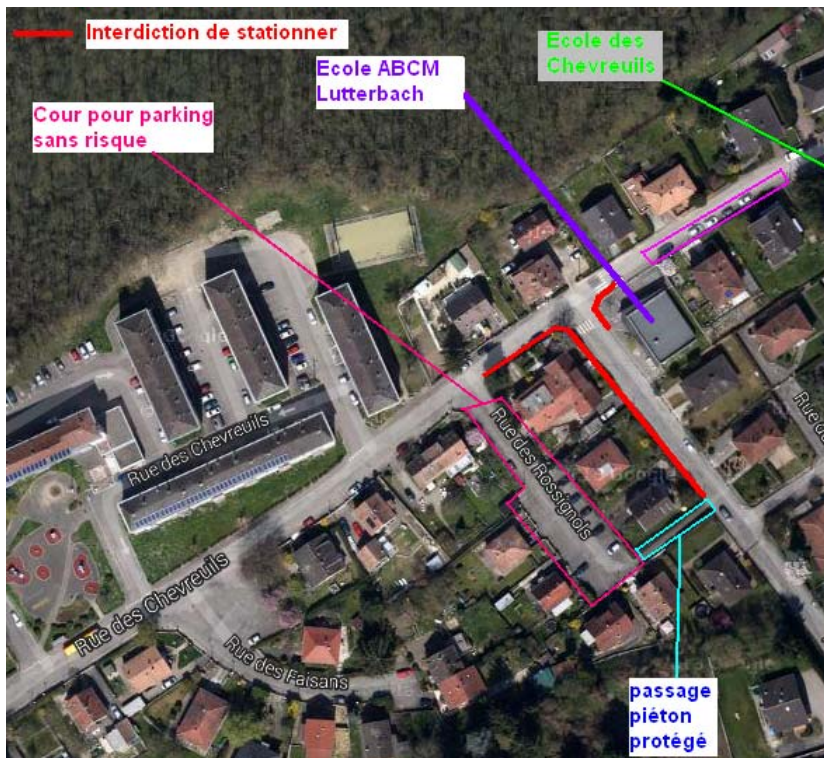 Interdiction de stationner
Ecole ABCM
Lutterbach
Ecole des
Chevreuils
Cour pour parking
sans risque
Rue des Chevreuils
Rue des Rossignols
Rue des Chevreuils
Rue des Faisans
passage
piéton
protégé